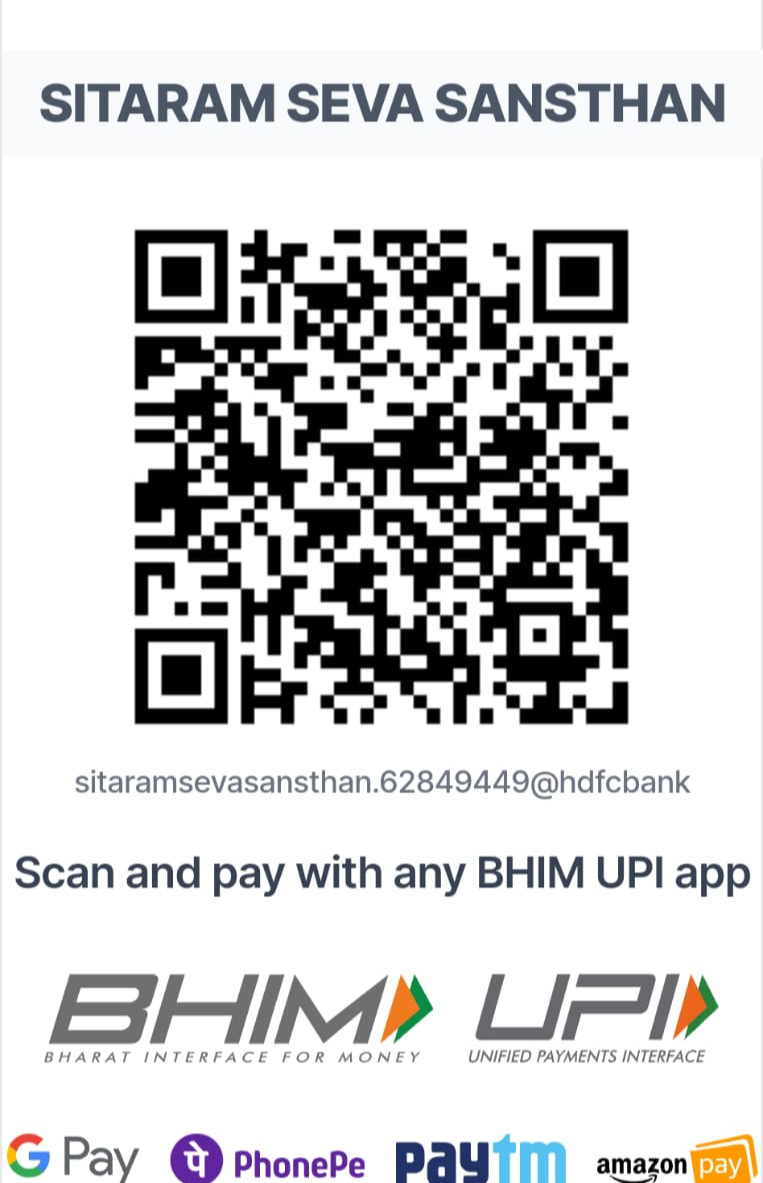 SITARAM SEVA SANSTHAN
sitaramsevasansthan.62849449@hdfcbank
Scan and pay with any BHIM UPI app
BHIM UPI
BHARAT INTERFACE FOR MONEY UNIFIED PAYMENTS INTERFACE
G Pay पे PhonePe paytm amazon pay